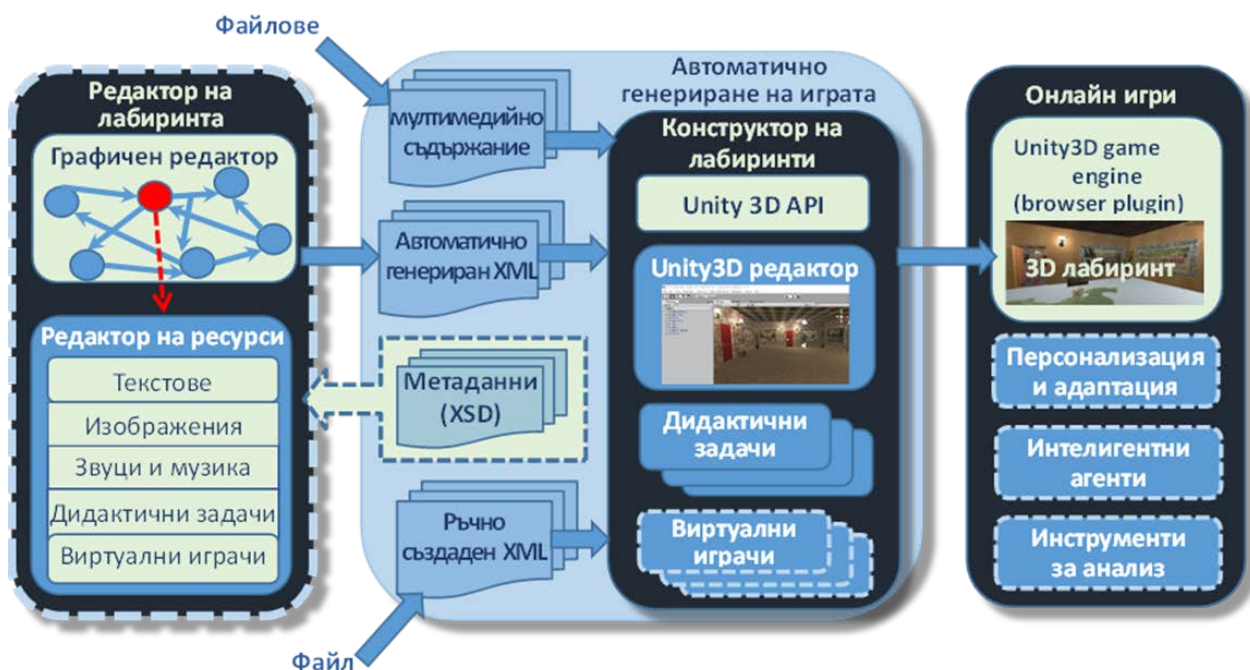 Файлове
Редактор на
лабиринта
Графичен редактор
Редактор на ресурси
Текстове
Изображения
Звуци и музика
Дидактични задачи
Виртуални играчи
мултимедийно
съдържание
Автоматично
генериран XML
Метаданни
(XSD)
Ръчно
създаден XML
Файл
Автоматично
генериране на играта
Конструктор на
лабиринти
Unity 3D API
Unity3D редактор
Дидактични
задачи
Виртуални
играчи
Онлайн игри
Unity3D game
engine
(browser plugin)
3D лабиринт
Персонализация
и адаптация
Интелигентни
агенти
Инструменти
за анализ